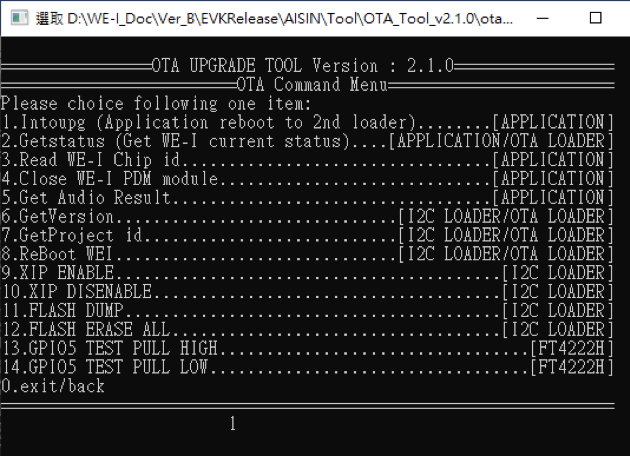 選取 D:\WE-I_Doc\Ver_B\EVKRelease\AISIN\Tool\OTA_Tool_v2.1.0\ota...
══════════════OTA UPGRADE TOOL Version : 2.1.0═══════════════
══════════════════════OTA Command Menu═══════════════════════
Please choice following one item:
1.Intoupg (Application reboot to 2nd loader)........[APPLICATION]
2.Getstatus (Get WE-I current status)....[APPLICATION/OTA LOADER]
3.Read WE-I Chip id.................................[APPLICATION]
4.Close WE-I PDM module.............................[APPLICATION]
5.Get Audio Result..................................[APPLICATION]
6.GetVersion..............................[I2C LOADER/OTA LOADER]
7.GetProject id...........................[I2C LOADER/OTA LOADER]
8.ReBoot WEI..............................[I2C LOADER/OTA LOADER]
9.XIP ENABLE.........................................[I2C LOADER]
10.XIP DISENABLE.....................................[I2C LOADER]
11.FLASH DUMP........................................[I2C LOADER]
12.FLASH ERASE ALL...................................[I2C LOADER]
13.GPIO5 TEST PULL HIGH.................................[FT4222H]
14.GPIO5 TEST PULL LOW..................................[FT4222H]
0.exit/back
1